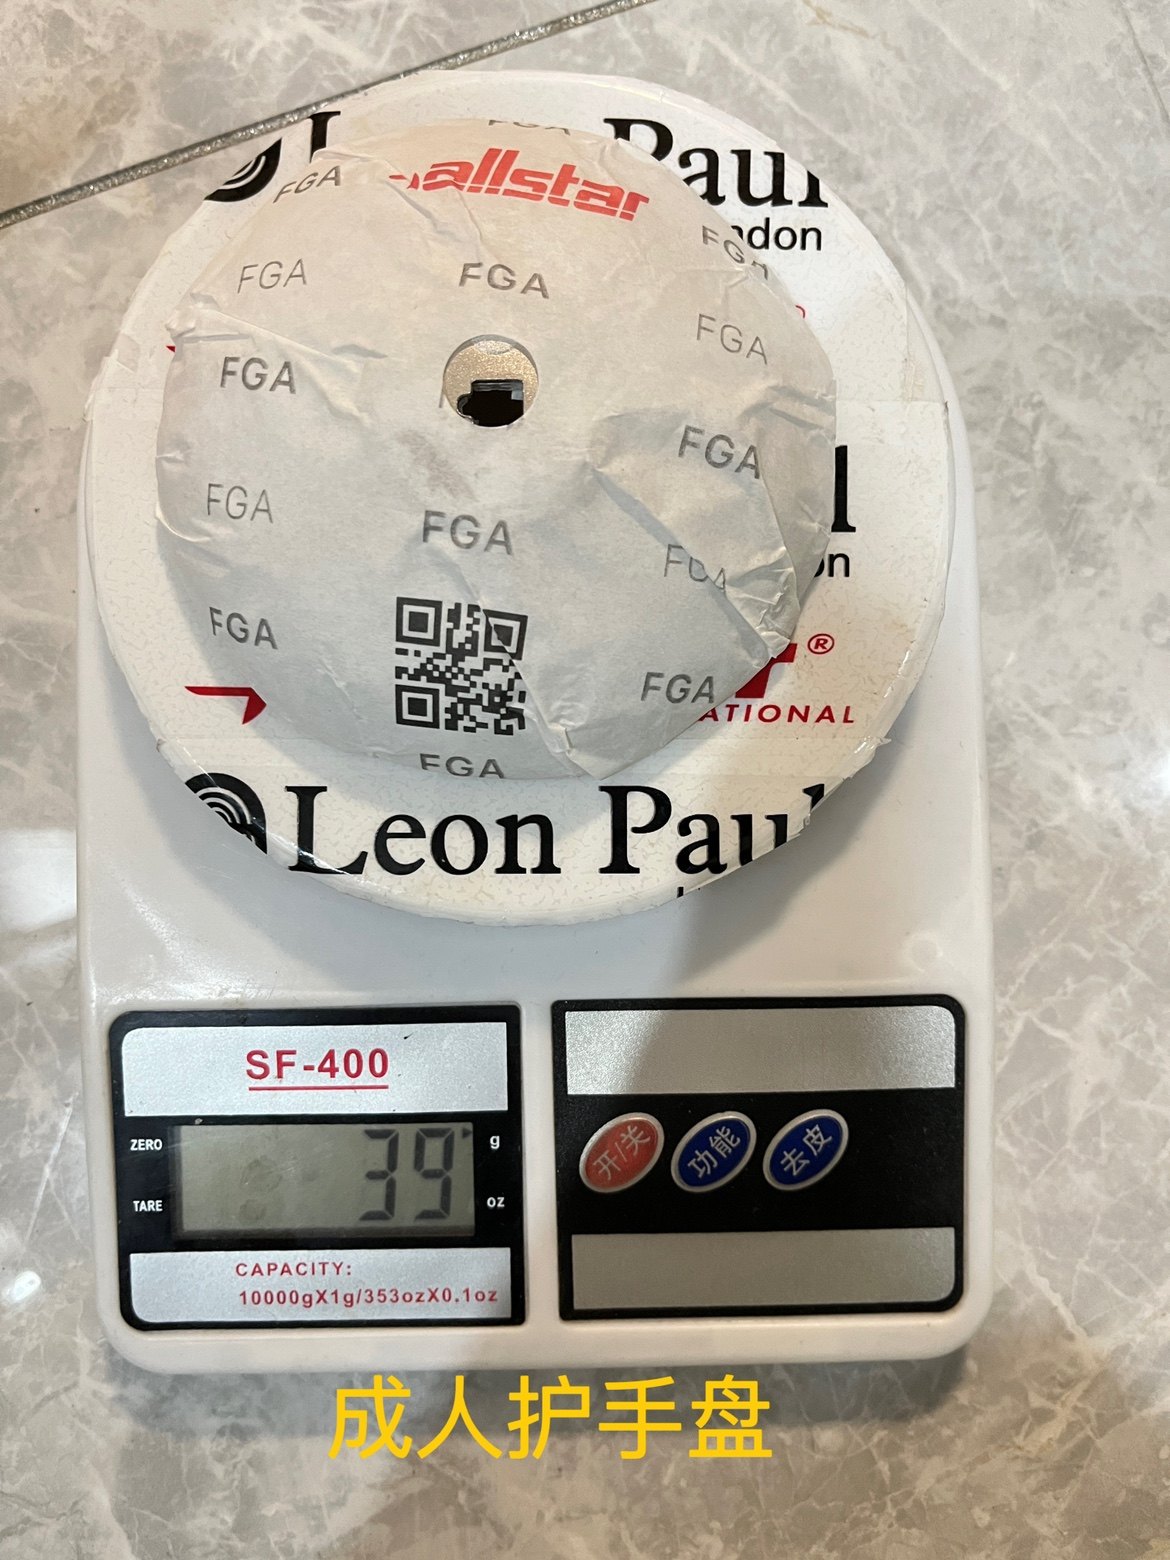 Paul
FGA
allstar
FGA
FGA
FGA
FGA
FGA
FGA
FGA
FGA
FGA
FGA
FGA
®
FGA
ATIONAL
FGA
Leon Paul
SF-400
ZERO
39
g
TARE
oz
开/关
功能
去皮
CAPACITY:
10000gX1g/353ozX0.1oz
成人护手盘